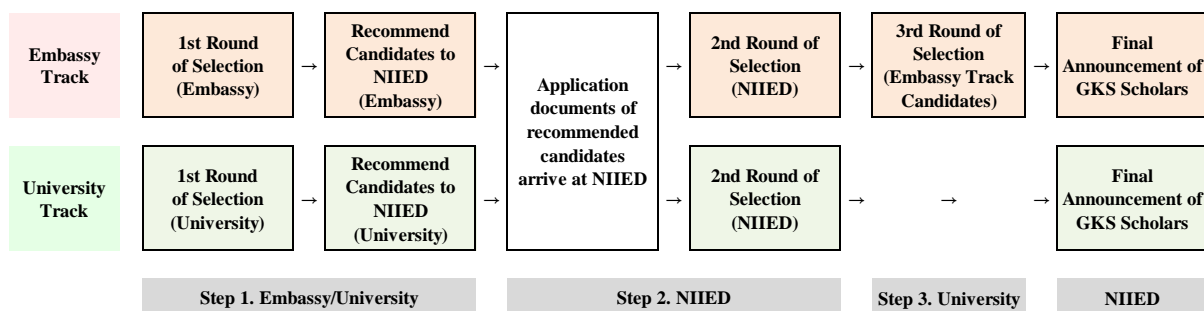 Embassy
Track
1st Round
of Selection
(Embassy)
→
Recommend
Candidates to
NIIED
(Embassy)
→
Application
documents of
recommended
candidates
arrive at NIIED
→
2nd Round of
Selection
(NIIED)
→
3rd Round of
Selection
(Embassy Track
Candidates)
→
Final
Announcement of
GKS Scholars
University
Track
1st Round
of Selection
(University)
→
Recommend
Candidates to
NIIED
(University)
→
→
2nd Round of
Selection
(NIIED)
→
→
→
Final
Announcement of
GKS Scholars
Step 1. Embassy/University
Step 2. NIIED
Step 3. University
NIIED